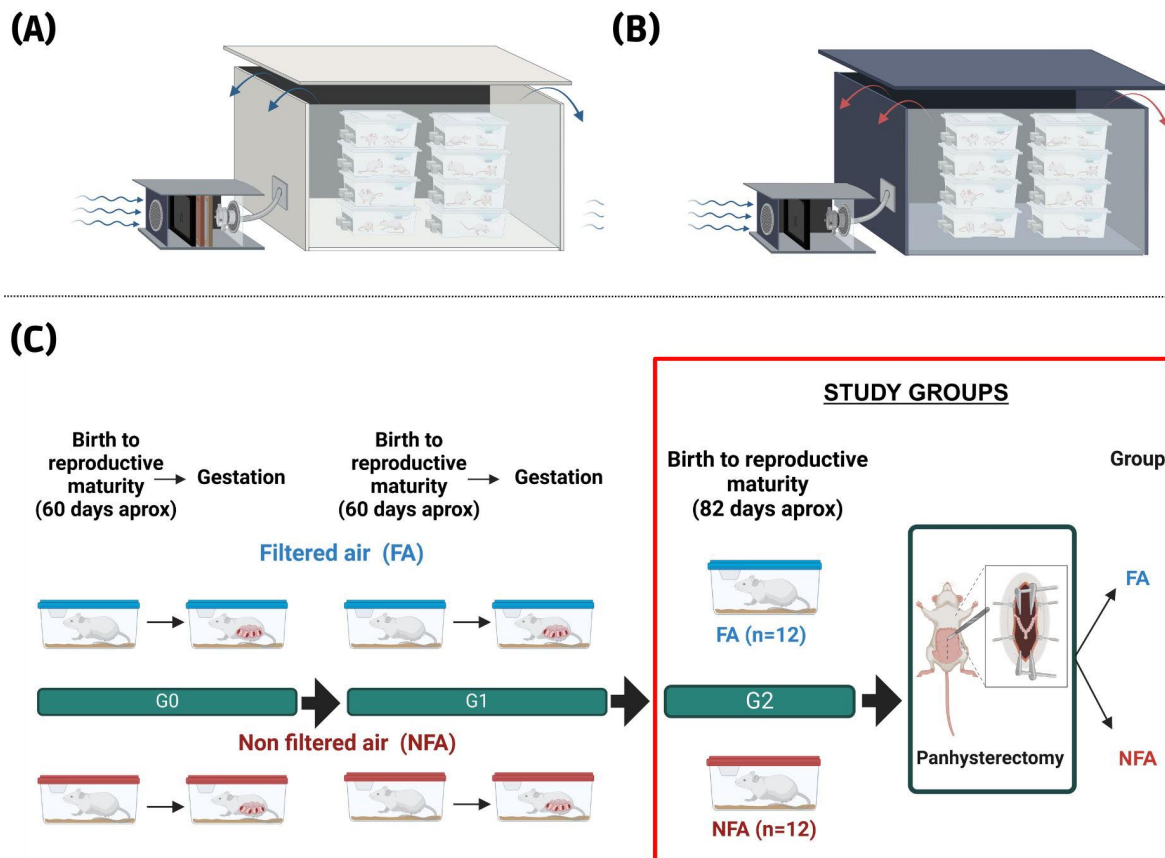 (A)
(B)
(C)
STUDY GROUPS
Birth to
reproductive
maturity
(60 days aprox)
Gestation
Birth to
reproductive
maturity
(60 days aprox)
Gestation
Birth to reproductive
maturity
(82 days aprox)
Group
Filtered air (FA)
FA (n=12)
FA
G0
G1
G2
Non filtered air (NFA)
Panhysterectomy
NFA
NFA (n=12)